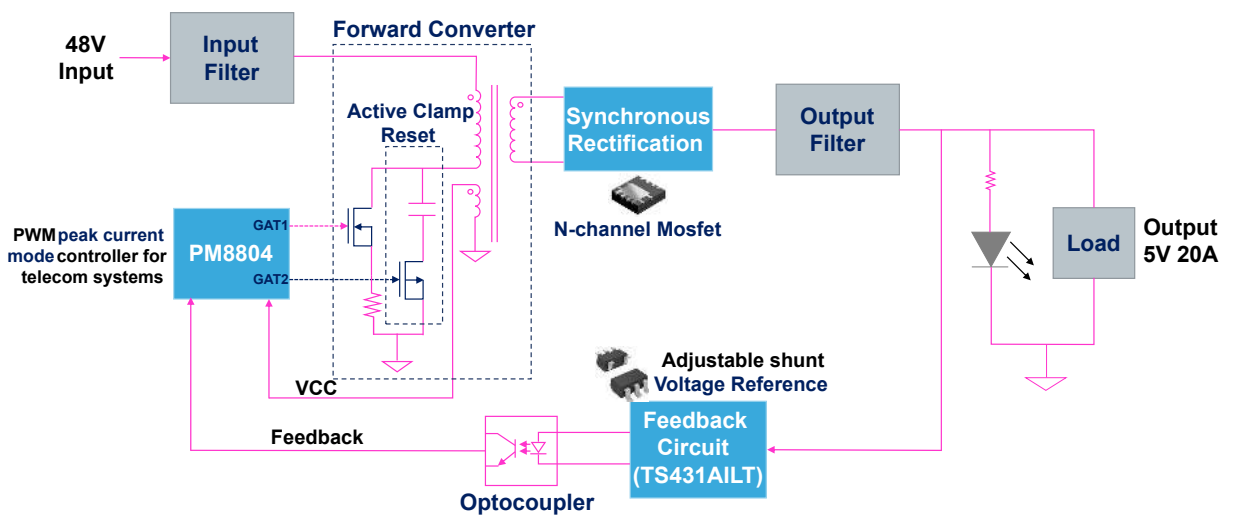 Forward Converter
48V
Input
Input
Filter
Active Clamp
Reset
Synchronous
Rectification
Output
Filter
N-channel Mosfet
PWM peak current
mode controller for
telecom systems
GAT1
PM8804
GAT2
Load
Output
5V 20A
VCC
Adjustable shunt
Voltage Reference
Feedback
Feedback
Circuit
(TS431AILT)
Optocoupler